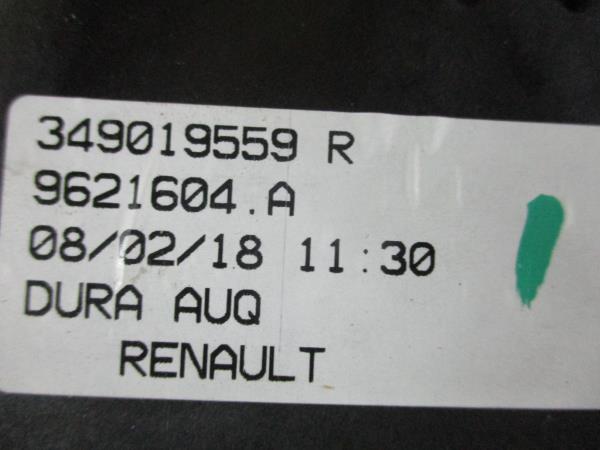 349019559 R
9621604.A
08/02/18 11:30
DURA AUQ
RENAULT